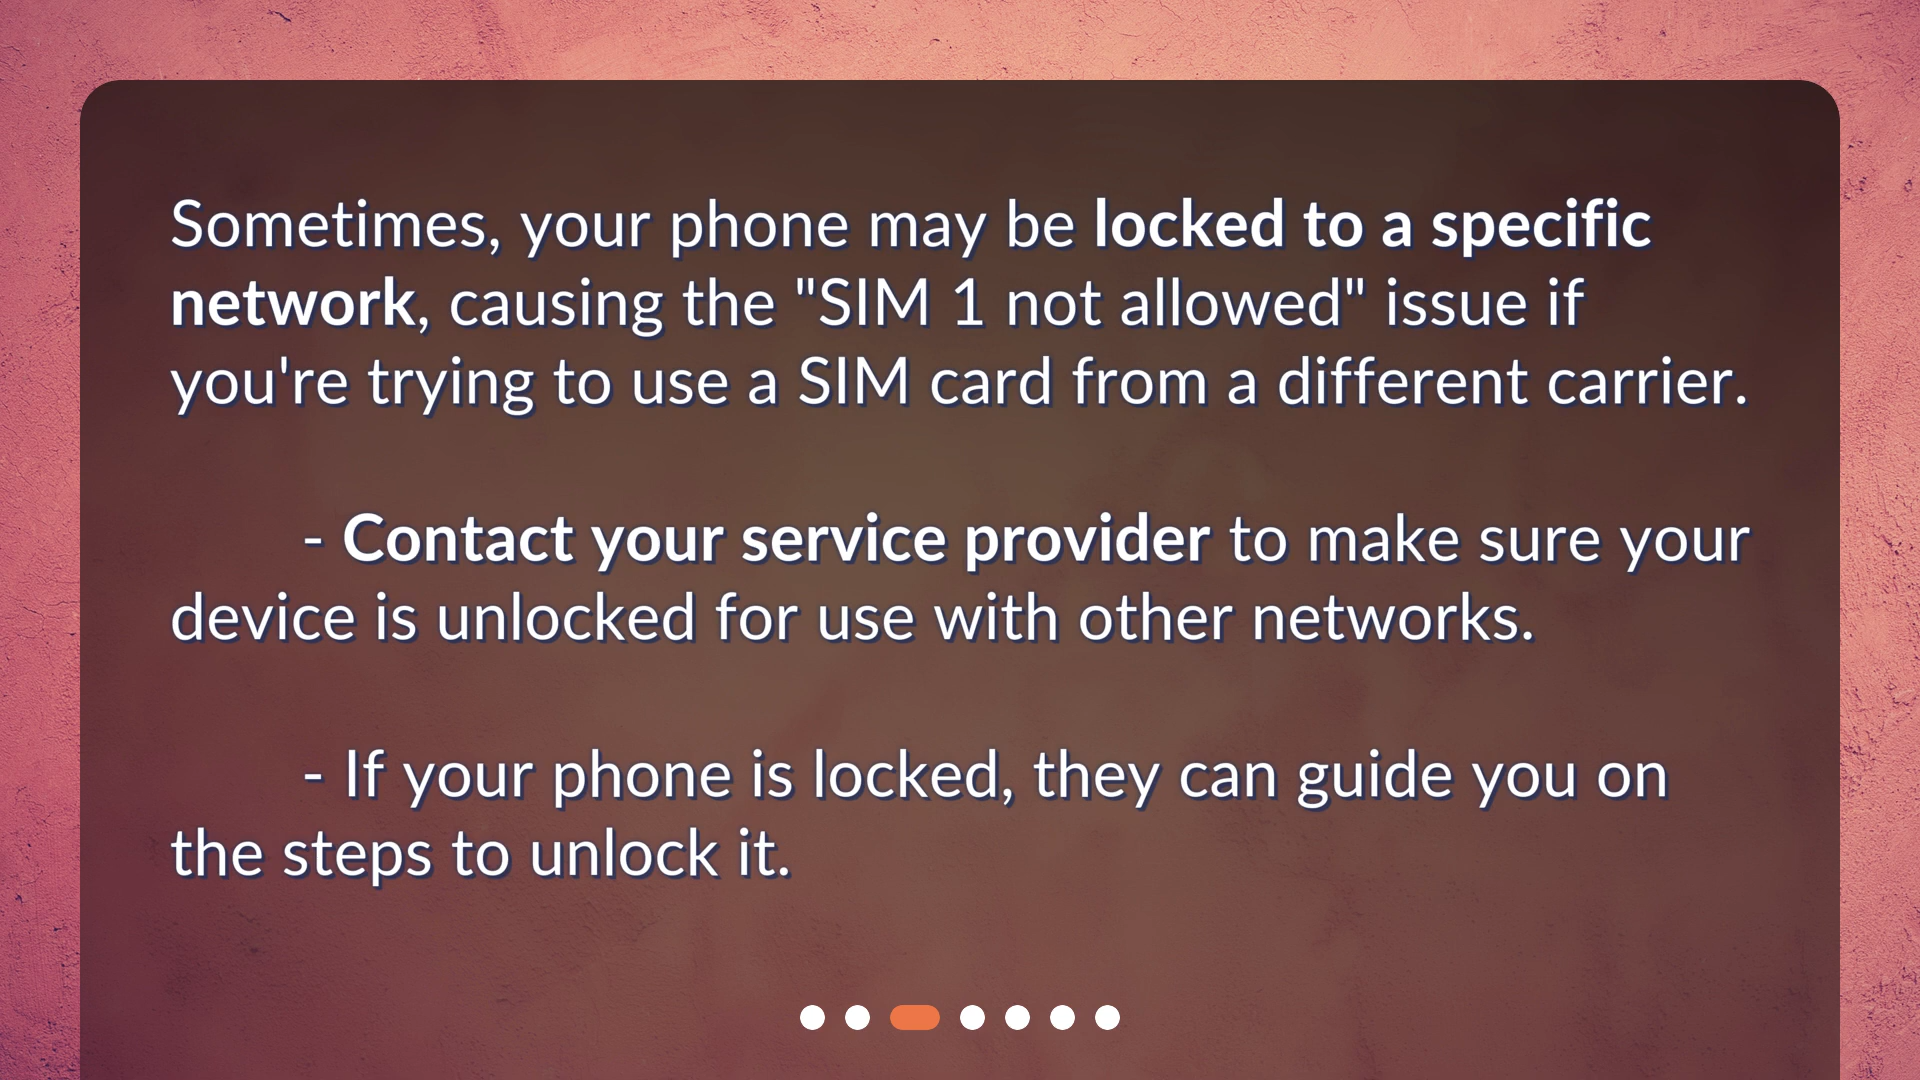 Sometimes, your phone may be locked to a specific
network, causing the "SIM 1 not allowed" issue if
you're trying to use a SIM card from a different carrier.
- Contact your service provider to make sure your
device is unlocked for use with other networks.
- If your phone is locked, they can guide you on
the steps to unlock it.